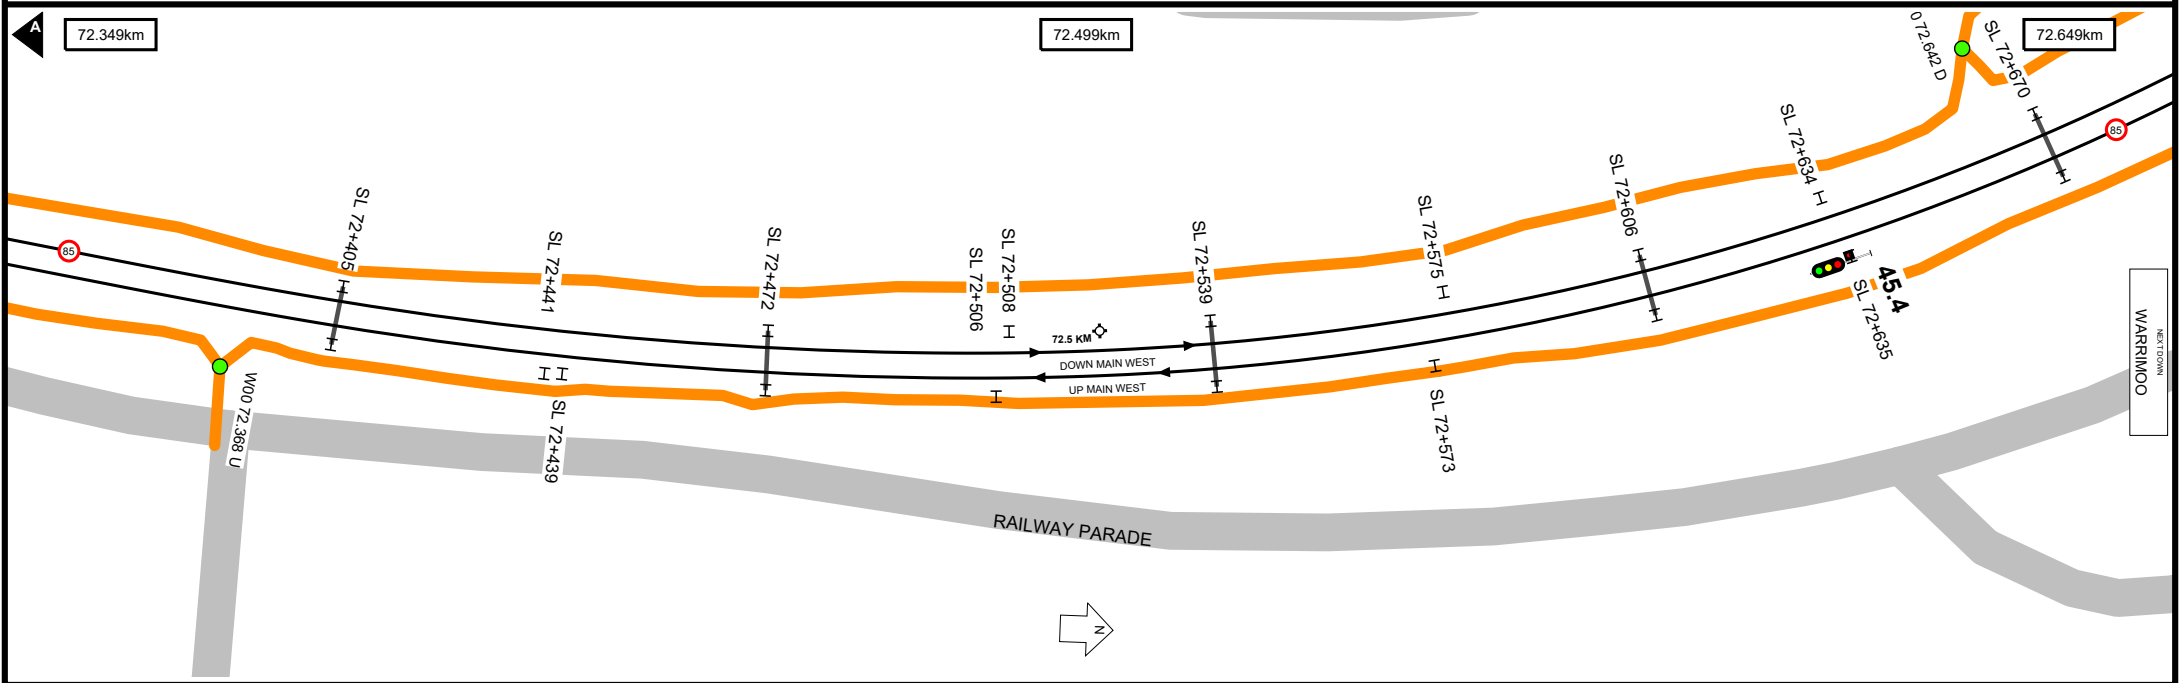 A
72.349km
72.499km
72.649km
0 72.642 D
SL 72+670
85
SL 72+634
SL 72+606
SL 72+575
SL 72+539
SL 72+508
SL 72+506
SL 72+472
SL 72+441
SL 72+405
85
72.5 KM
DOWN MAIN WEST
UP MAIN WEST
45.4
SL 72+635
NEXT DOWN
WARRIMOO
W00 72.368 U
SL 72+439
SL 72+573
RAILWAY PARADE
N